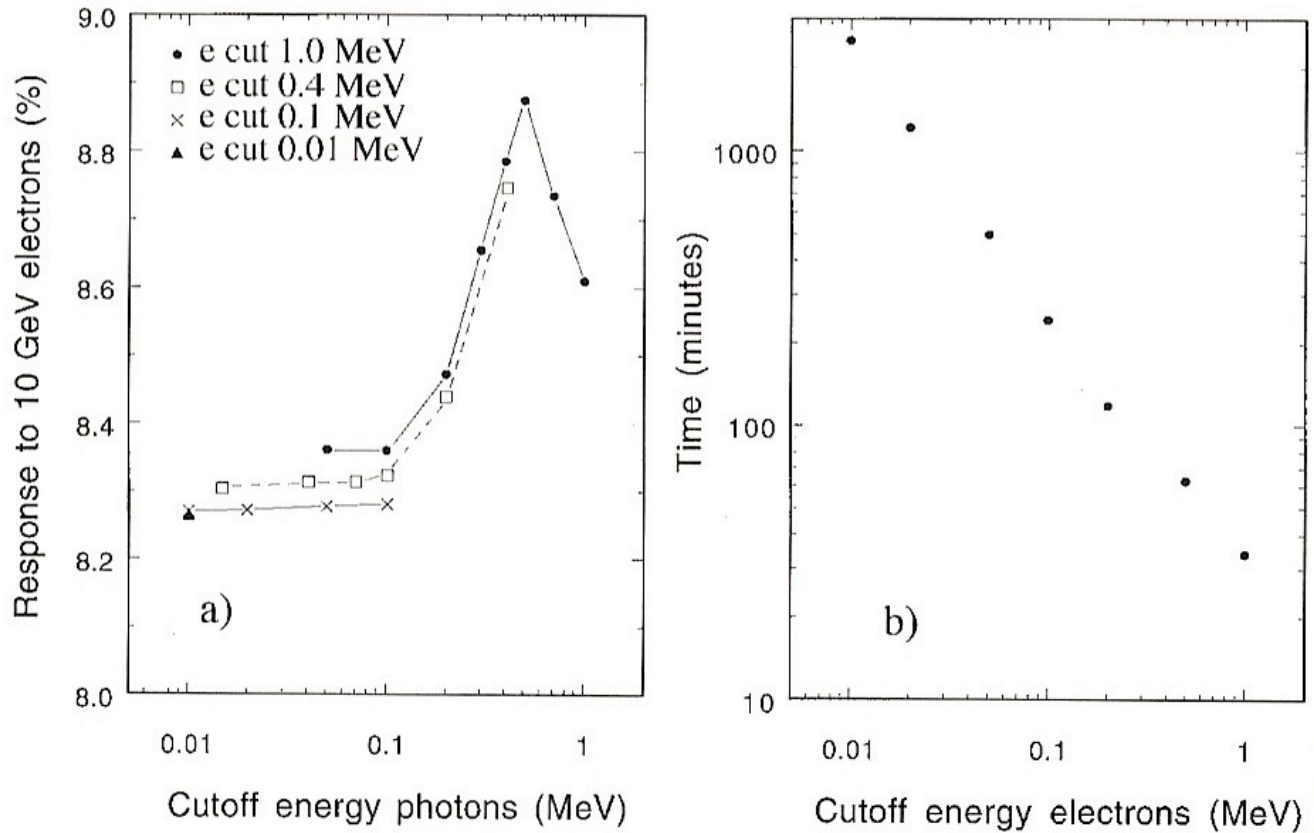 9.0
8.8
8.6
8.4
8.2
8.0
Response to 10 GeV electrons (%)
e cut 1.0 MeV
e cut 0.4 MeV
e cut 0.1 MeV
e cut 0.01 MeV
a)
0.01 0.1 1
Cutoff energy photons (MeV)
1000
100
10
Time (minutes)
b)
0.01 0.1 1
Cutoff energy electrons (MeV)